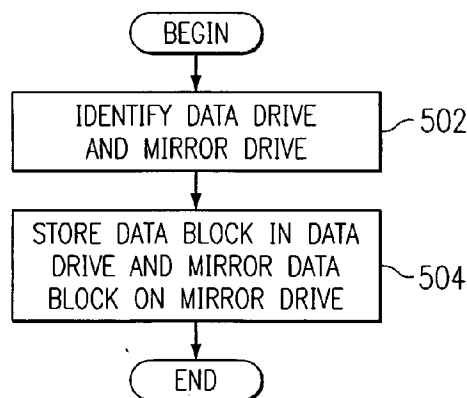 BEGIN
IDENTIFY DATA DRIVE
AND MIRROR DRIVE
502
STORE DATA BLOCK IN DATA
DRIVE AND MIRROR DATA
BLOCK ON MIRROR DRIVE
504
END